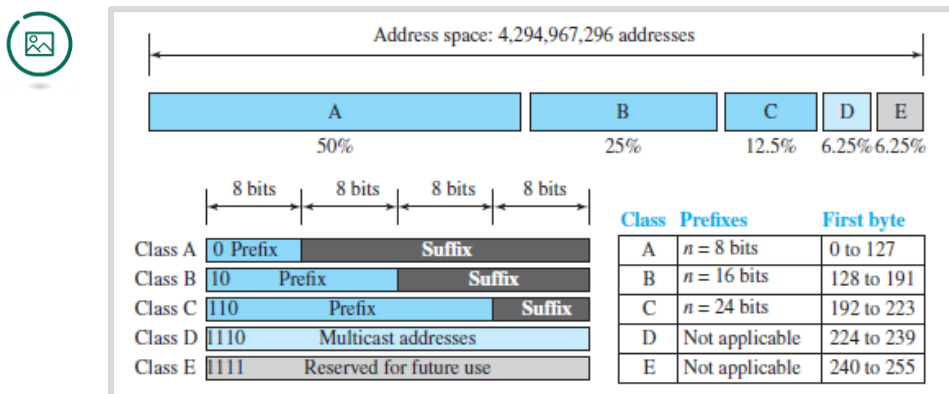 Address space: 4,294,967,296 addresses
A B C D E
50% 25% 12.5% 6.25% 6.25%
8 bits 8 bits 8 bits 8 bits
Class A 0 Prefix Suffix
Class B 10 Prefix Suffix
Class C 110 Prefix Suffix
Class D 1110 Multicast addresses
Class E 1111 Reserved for future use
Class Prefixes First byte
A n = 8 bits 0 to 127
B n = 16 bits 128 to 191
C n = 24 bits 192 to 223
D Not applicable 224 to 239
E Not applicable 240 to 255